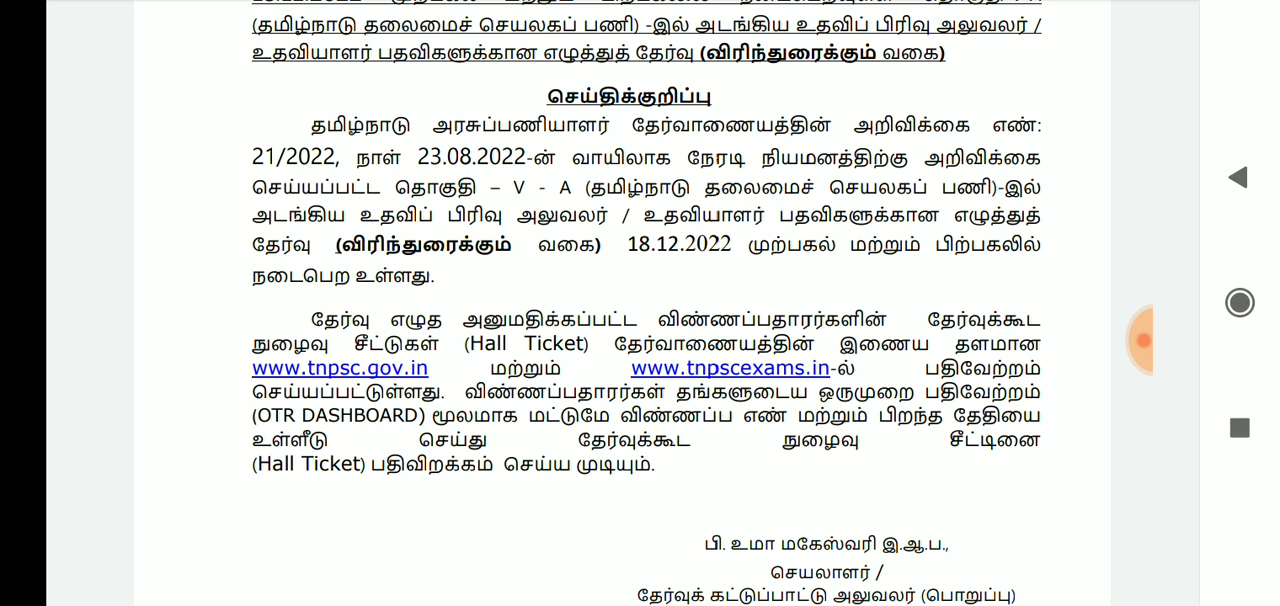 (தமிழ்நாடு தலைமைச் செயலகப் பணி) -இல் அடங்கிய உதவிப் பிரிவு அலுவலர் /
உதவியாளர் பதவிகளுக்கான எழுத்துத் தேர்வு (விரிந்துரைக்கும் வகை)
செய்திக்குறிப்பு
தமிழ்நாடு அரசுப்பணியாளர் தேர்வாணையத்தின் அறிவிக்கை எண்:
21/2022, நாள் 23.08.2022-ன் வாயிலாக நேரடி நியமனத்திற்கு அறிவிக்கை
செய்யப்பட்ட தொகுதி – V - A (தமிழ்நாடு தலைமைச் செயலகப் பணி)-இல்
அடங்கிய உதவிப் பிரிவு அலுவலர் / உதவியாளர் பதவிகளுக்கான எழுத்துத்
தேர்வு (விரிந்துரைக்கும் வகை) 18.12.2022 முற்பகல் மற்றும் பிற்பகலில்
நடைபெற உள்ளது.
தேர்வு எழுத அனுமதிக்கப்பட்ட விண்ணப்பதாரர்களின் தேர்வுக்கூட
நுழைவு சீட்டுகள் (Hall Ticket) தேர்வாணையத்தின் இணைய தளமான
www.tnpsc.gov.in மற்றும் www.tnpscexams.in-ல் பதிவேற்றம்
செய்யப்பட்டுள்ளது. விண்ணப்பதாரர்கள் தங்களுடைய ஒருமுறை பதிவேற்றம்
(OTR DASHBOARD) மூலமாக மட்டுமே விண்ணப்ப எண் மற்றும் பிறந்த தேதியை
உள்ளீடு செய்து தேர்வுக்கூட நுழைவு சீட்டினை
(Hall Ticket) பதிவிறக்கம் செய்ய முடியும்.
பி. உமா மகேஸ்வரி இ.ஆ.ப.,
செயலாளர் /
தேர்வுக் கட்டுப்பாட்டு அலுவலர் (பொறுப்பு)